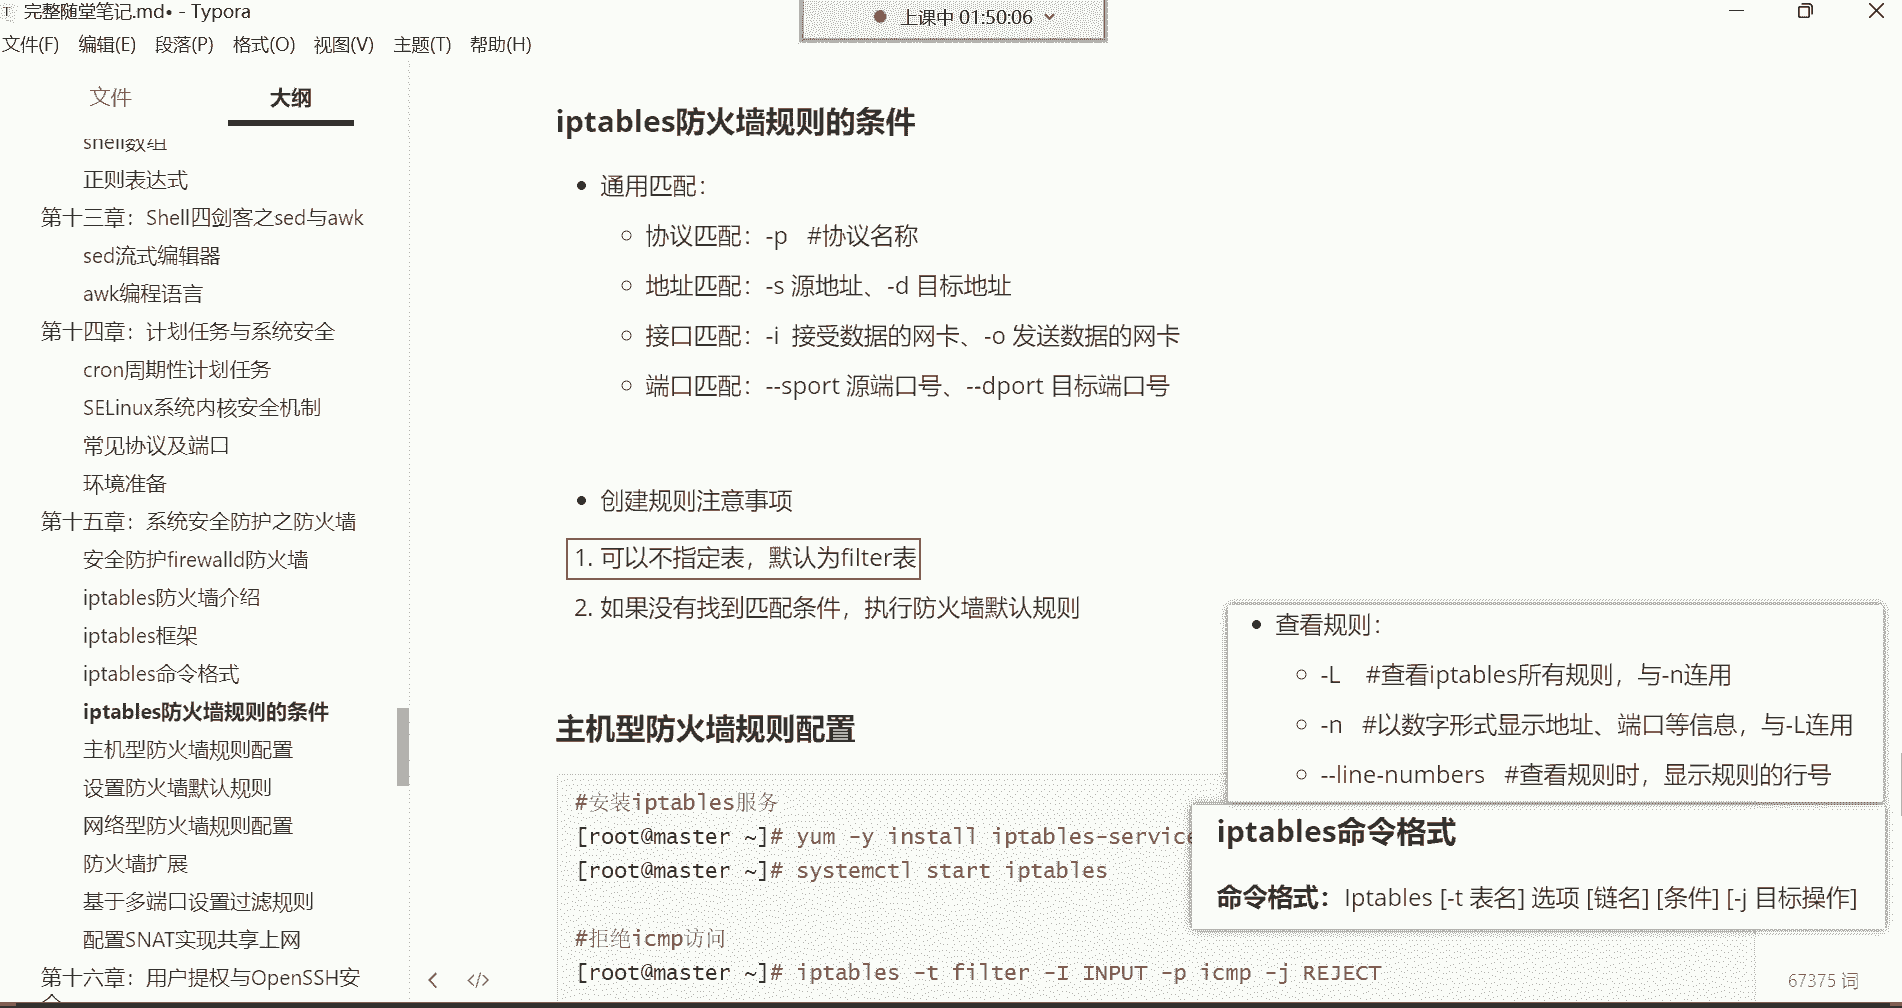 完整随堂笔记.md• - Typora
上课中 01:50:06
文件(F) 编辑(E) 段落(P) 格式(O) 视图(V) 主题(T) 帮助(H)
文件 大纲
shell数组
正则表达式
第十三章：Shell四剑客之sed与awk
sed流式编辑器
awk编程语言
第十四章：计划任务与系统安全
cron周期性计划任务
SELinux系统内核安全机制
常见协议及端口
环境准备
第十五章：系统安全防护之防火墙
安全防护firewalld防火墙
iptables防火墙介绍
iptables框架
iptables命令格式
iptables防火墙规则的条件
主机型防火墙规则配置
设置防火墙默认规则
网络型防火墙规则配置
防火墙扩展
基于多端口设置过滤规则
配置SNAT实现共享上网
第十六章：用户提权与OpenSSH安
iptables防火墙规则的条件
通用匹配：
协议匹配：-p #协议名称
地址匹配：-s 源地址、-d 目标地址
接口匹配：-i 接受数据的网卡、-o 发送数据的网卡
端口匹配：--sport 源端口号、--dport 目标端口号
创建规则注意事项
1. 可以不指定表，默认为filter表
2. 如果没有找到匹配条件，执行防火墙默认规则
主机型防火墙规则配置
#安装iptables服务
[root@master ~]# yum -y install iptables-service
[root@master ~]# systemctl start iptables
#拒绝icmp访问
[root@master ~]# iptables -t filter -I INPUT -p icmp -j REJECT
查看规则：
-L #查看iptables所有规则，与-n连用
-n #以数字形式显示地址、端口等信息，与-L连用
--line-numbers #查看规则时，显示规则的行号
iptables命令格式
命令格式：Iptables [-t 表名] 选项 [链名] [条件] [-j 目标操作]
67375 词